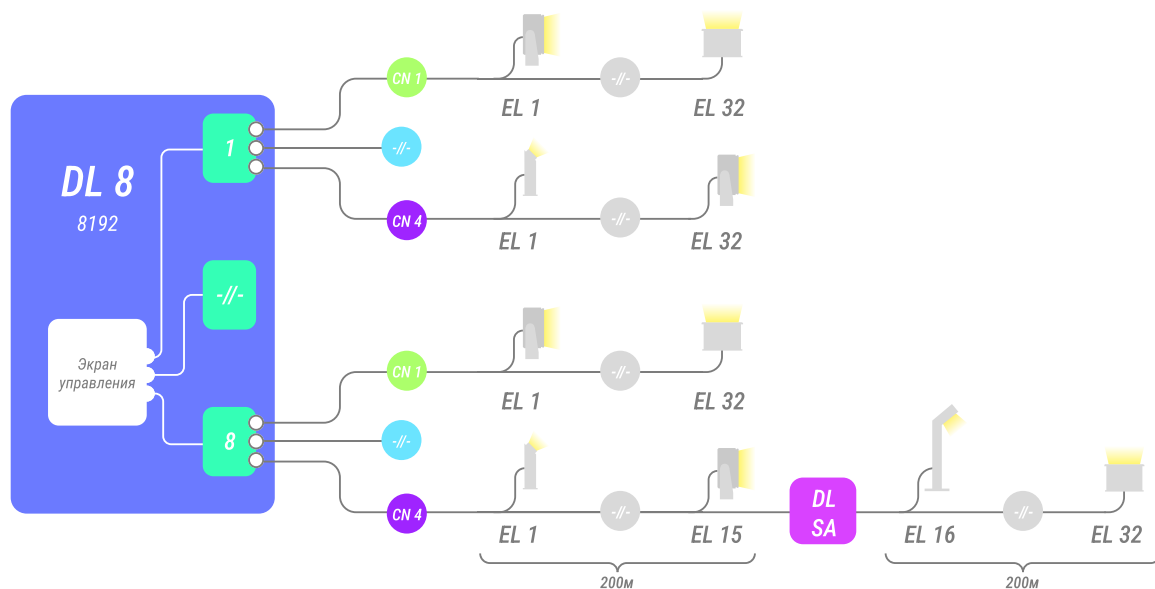 CN 1
-//-
EL 1
EL 32
DL 8
8192
1
-//-
CN 4
-//-
EL 1
EL 32
-//-
Экран
управления
CN 1
-//-
EL 1
EL 32
8
-//-
CN 4
-//-
EL 1
EL 15
DL
SA
-//-
EL 16
EL 32
200м
200м